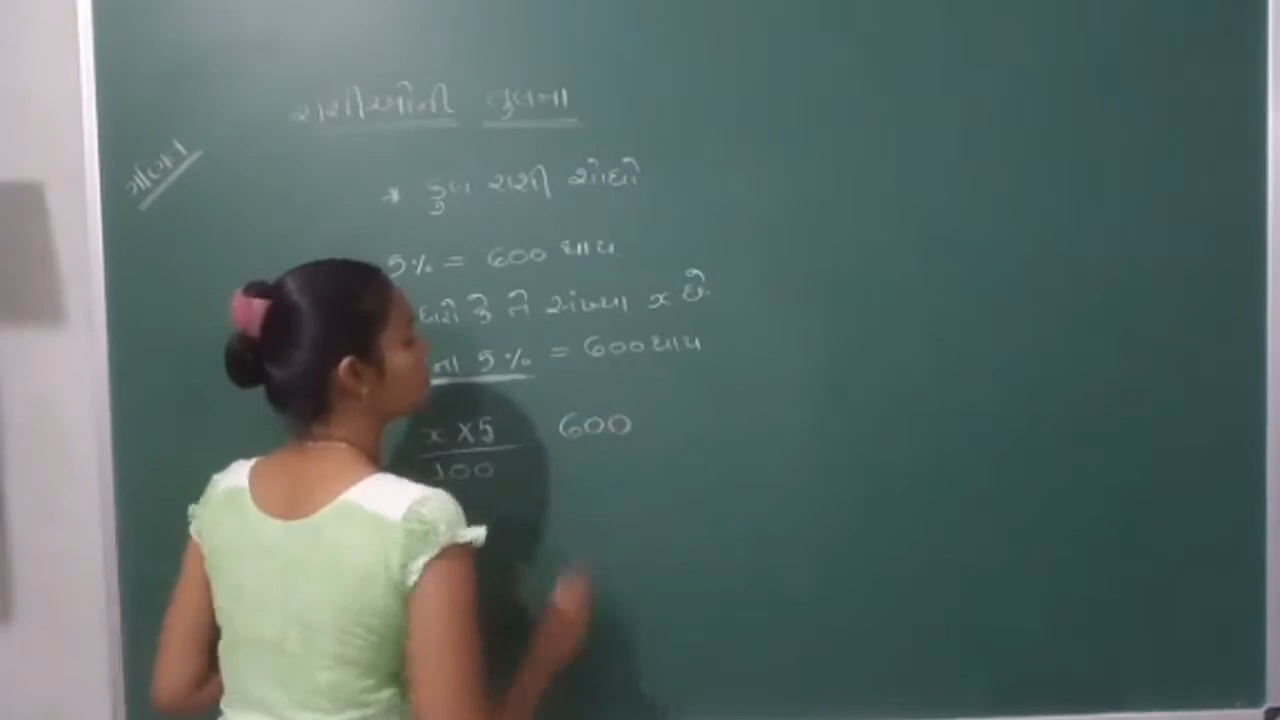 રાશીઓની તુલના
ગણિત
* કુલ રાશી શોધો
5% = 600 થાય.
ધારો કે તે સંખ્યા x છે.
ના 5% = 600 થાય
x X 5 600
100